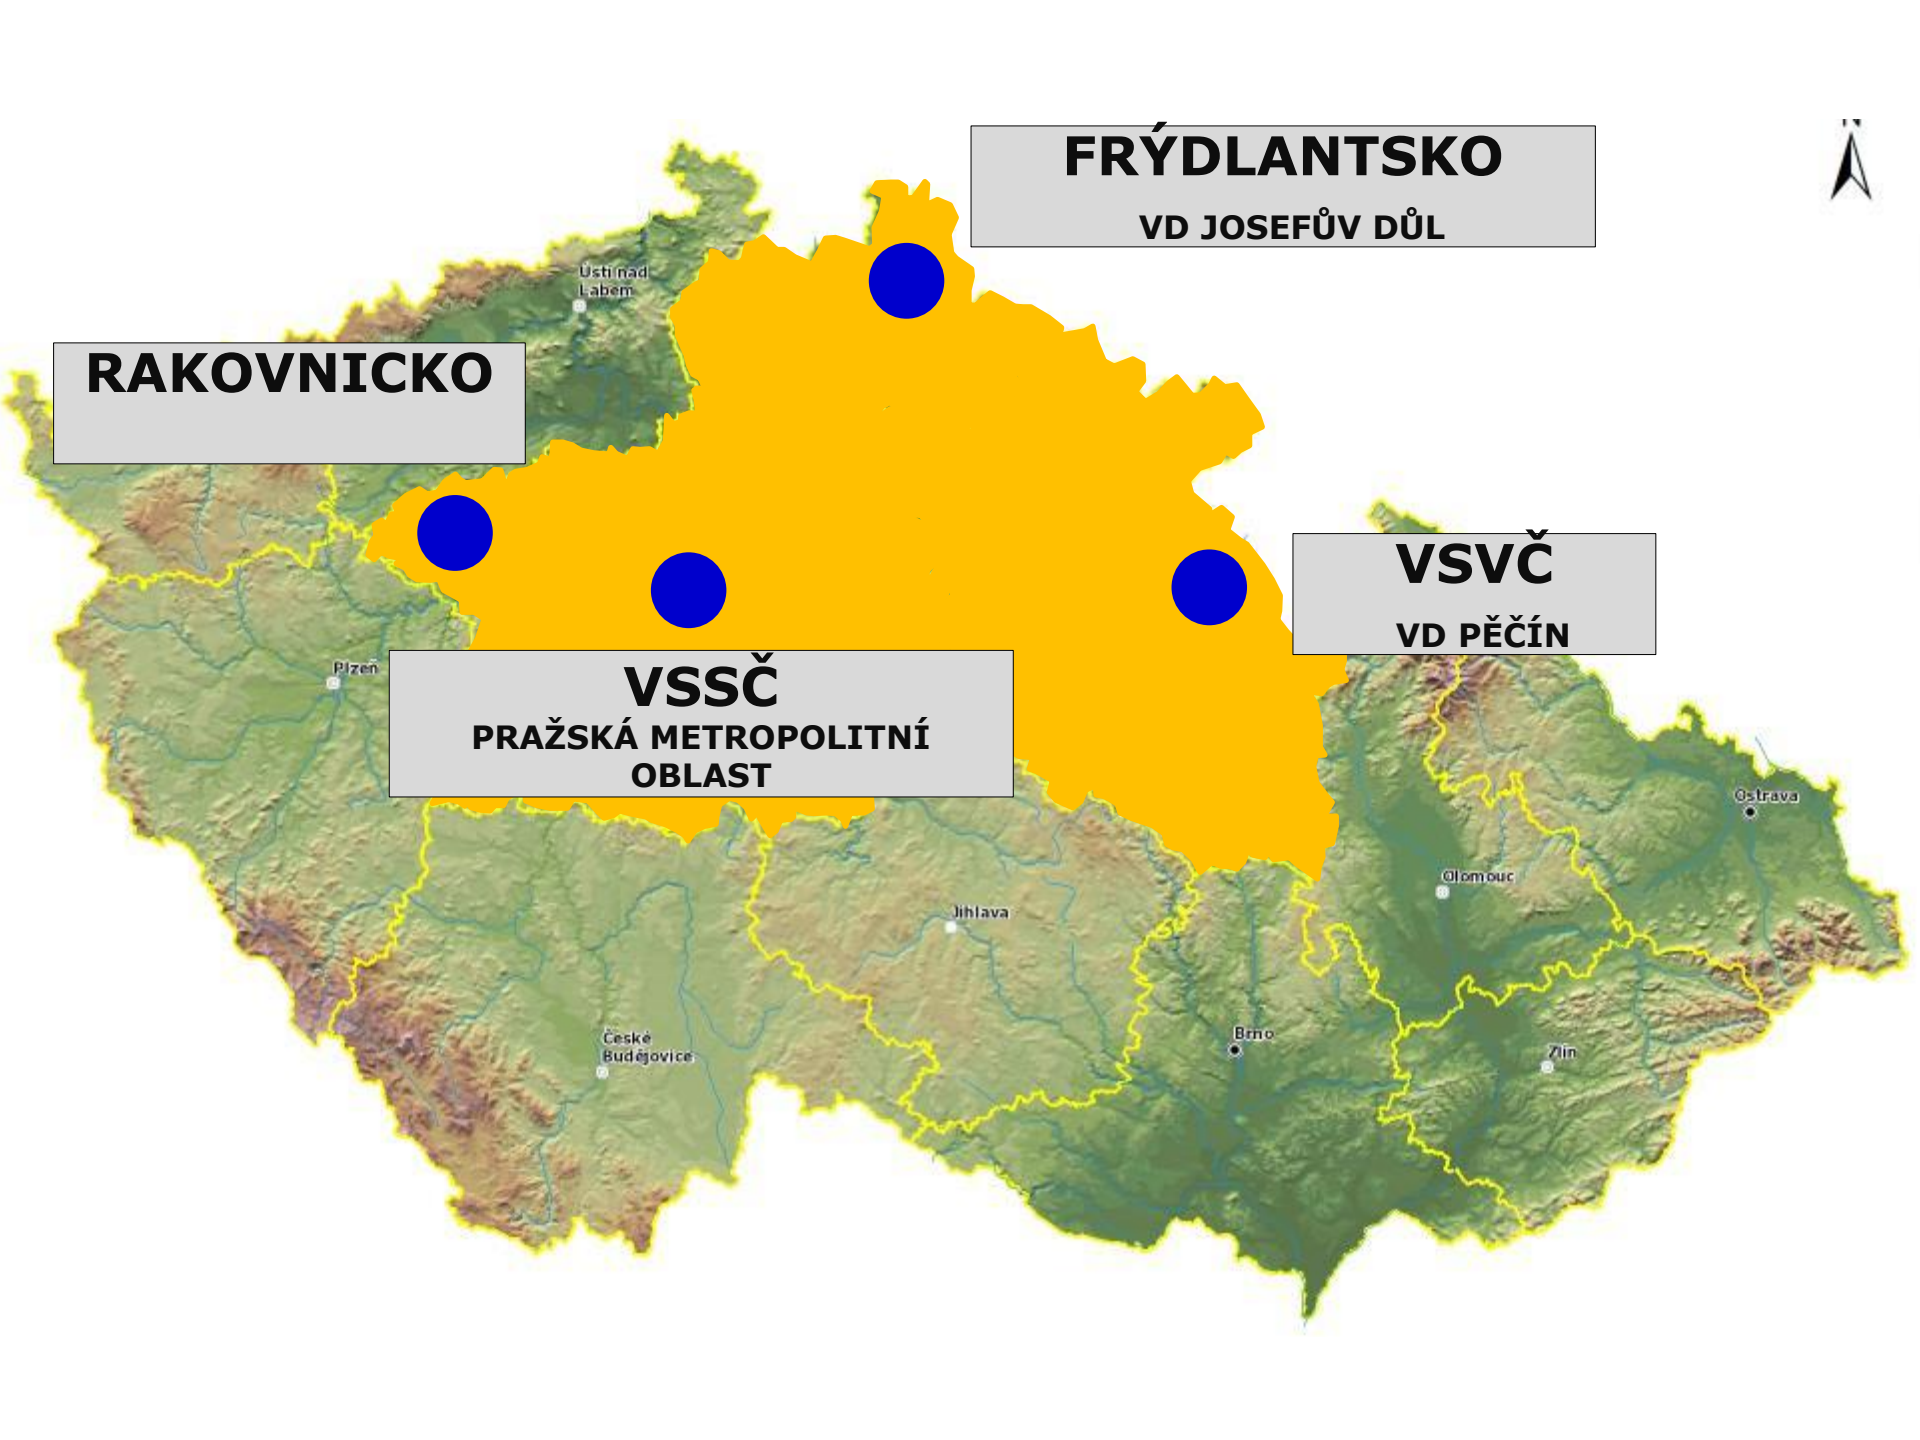 N
FRÝDLANTSKO
VD JOSEFŮV DŮL
Ústí nad
Labem
RAKOVNICKO
VSVČ
VD PĚČÍN
Plzeň
VSSČ
PRAŽSKÁ METROPOLITNÍ
OBLAST
Ostrava
Olomouc
Jihlava
Brno
České
Budějovice
Zlín